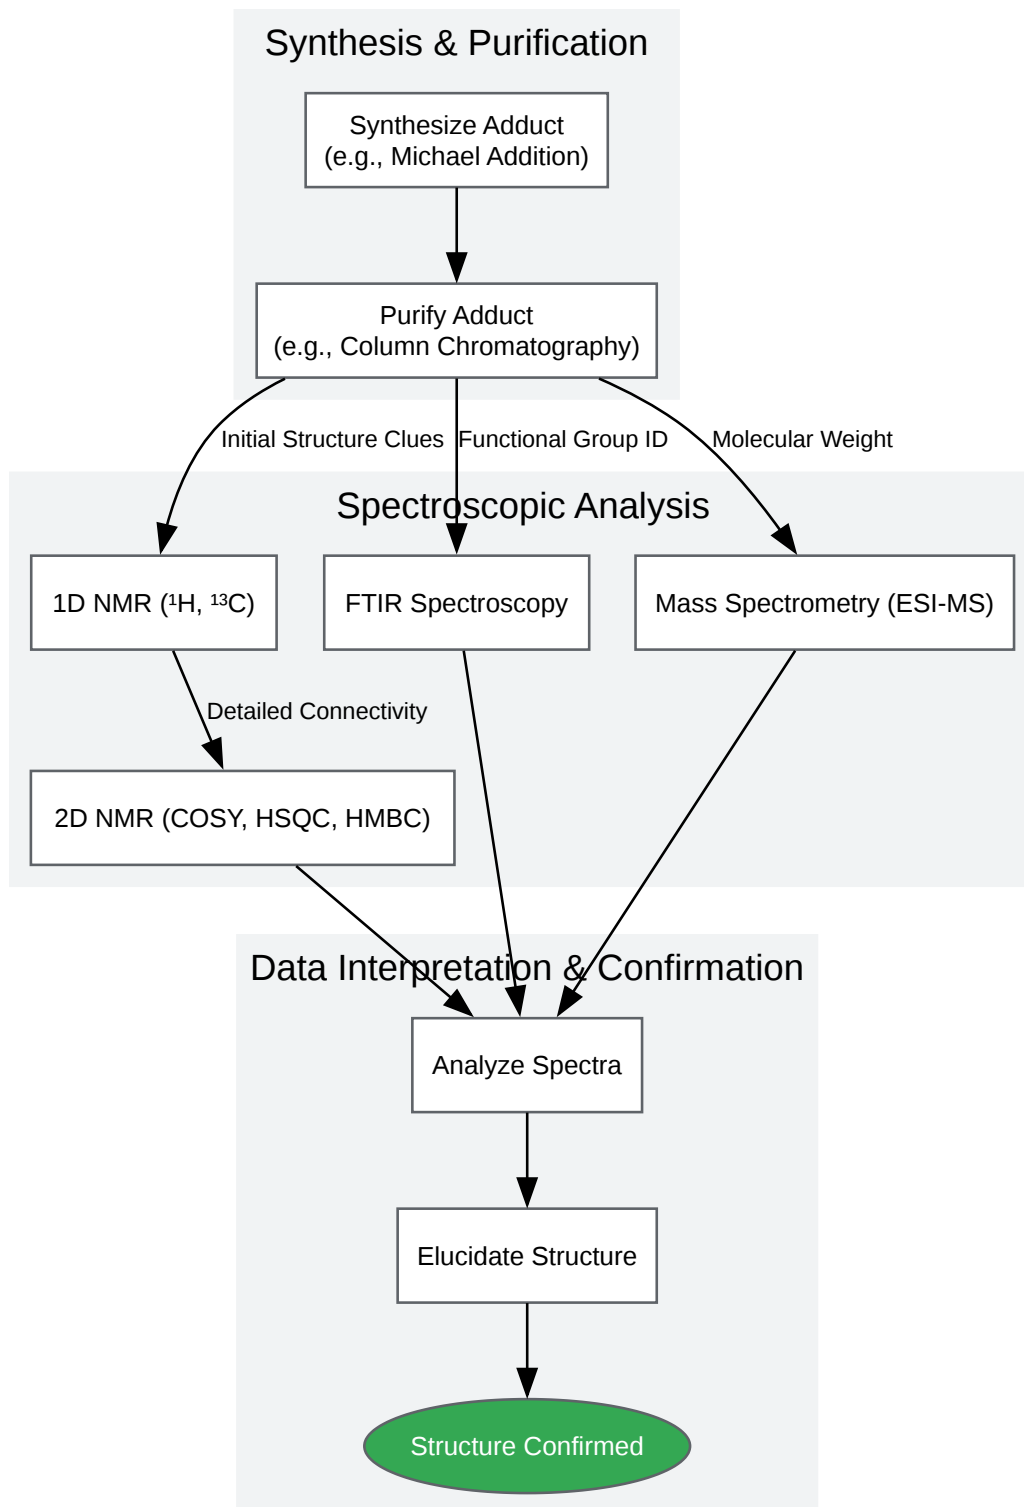 Synthesis & Purification
Synthesize Adduct
(e.g., Michael Addition)
Purify Adduct
(e.g., Column Chromatography)
Initial Structure Clues
Functional Group ID
Molecular Weight
Spectroscopic Analysis
1D NMR (¹H, ¹³C)
FTIR Spectroscopy
Mass Spectrometry (ESI-MS)
Detailed Connectivity
2D NMR (COSY, HSQC, HMBC)
Data Interpretation & Confirmation
Analyze Spectra
Elucidate Structure
Structure Confirmed